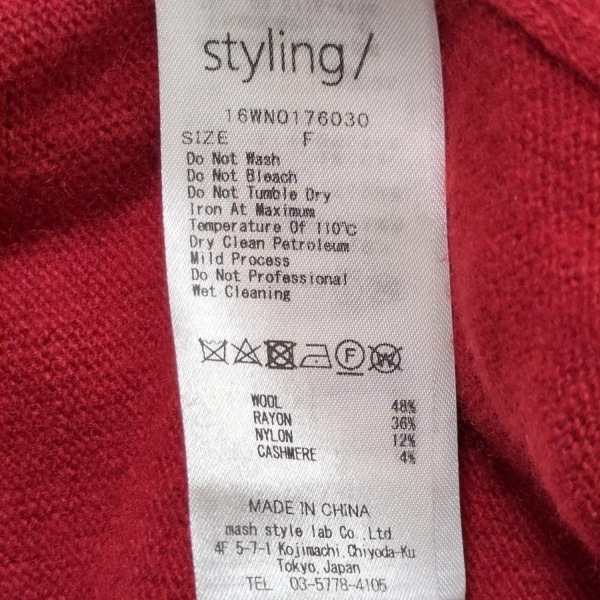 styling/
16WN0176030
SIZE F
Do Not Wash
Do Not Bleach
Do Not Tumble Dry
Iron At Maximum
Temperature Of 110℃
Dry Clean Petroleum
Mild Process
Do Not Professional
Wet Cleaning
F W
WOOL 48%
RAYON 36%
NYLON 12%
CASHMERE 4%
MADE IN CHINA
mash style lab Co.,Ltd.
4F 5-7-1 Kojimachi,Chiyoda-Ku
Tokyo,Japan
TEL 03-5778-4105